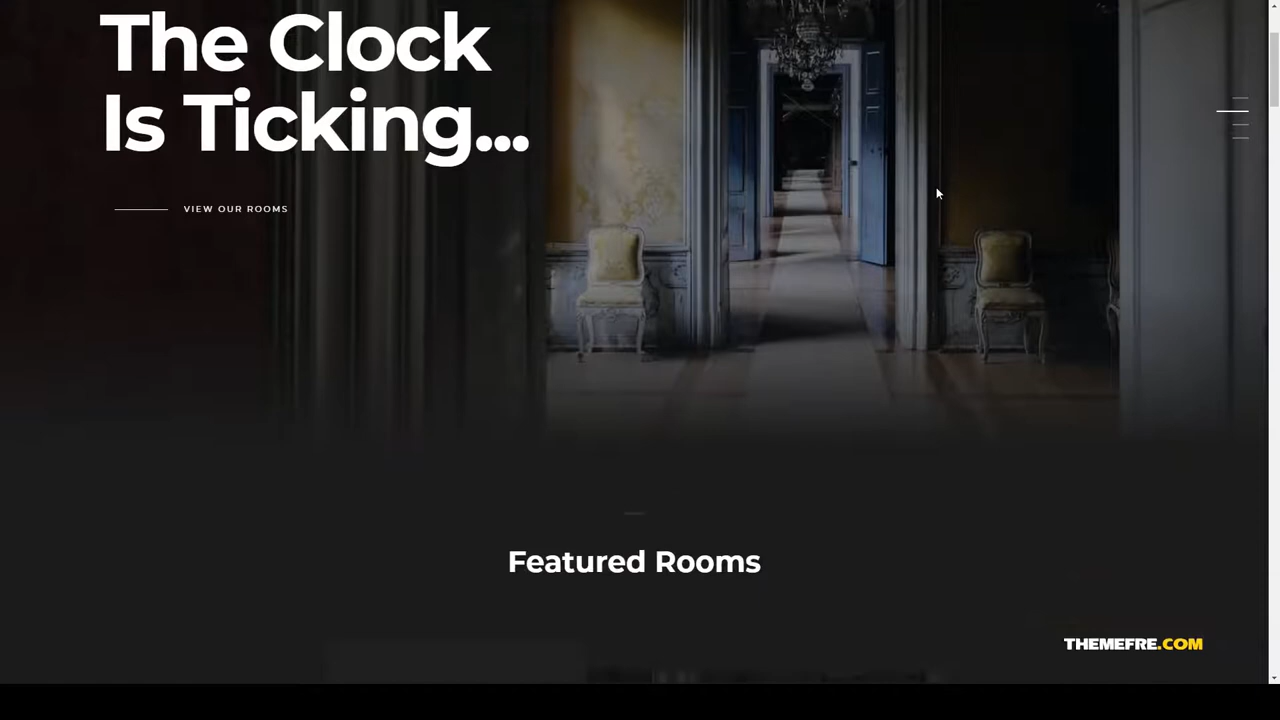 The Clock
Is Ticking...
VIEW OUR ROOMS
Featured Rooms
THEMEFRE.COM